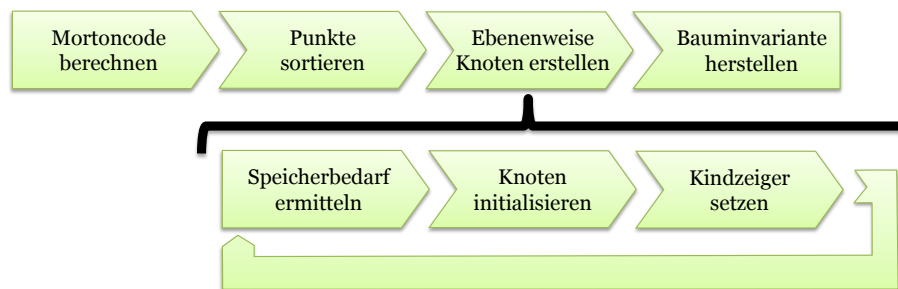 Mortoncode
berechnen
Punkte
sortieren
Ebenenweise
Knoten erstellen
Bauminvariante
herstellen
Speicherbedarf
ermitteln
Knoten
initialisieren
Kindzeiger
setzen